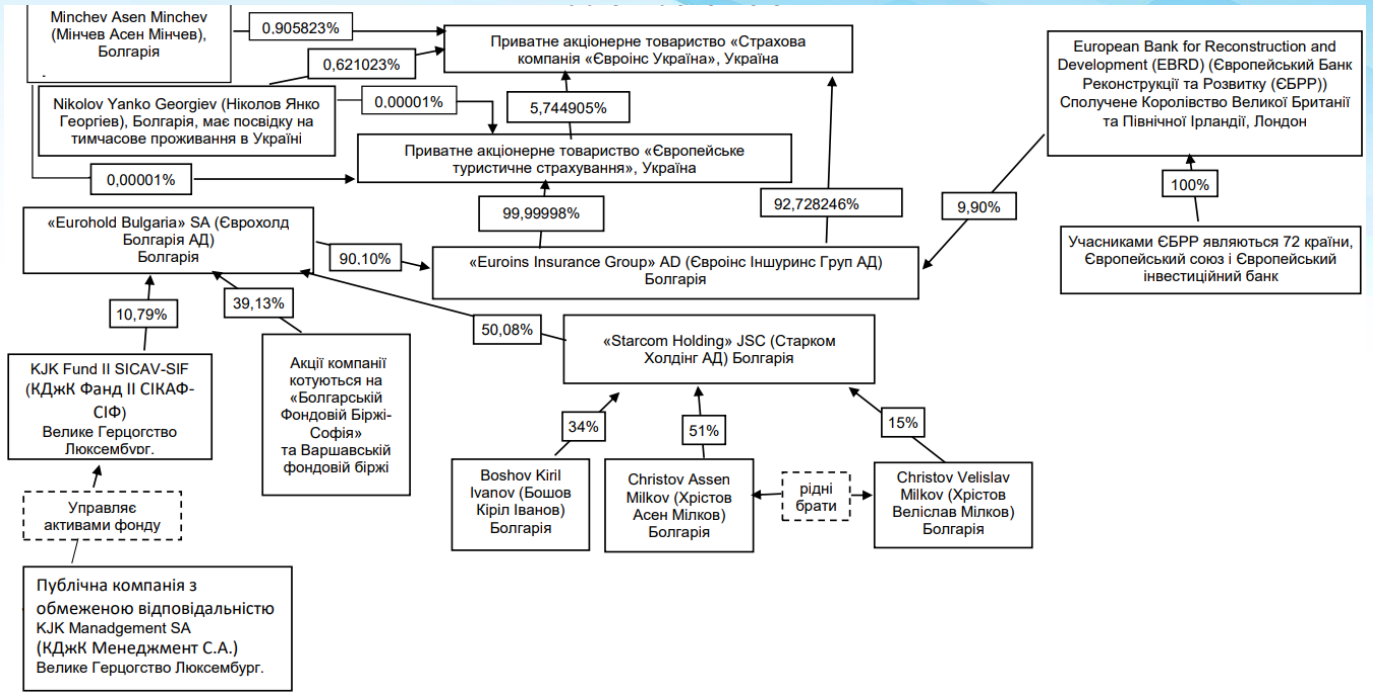 Minchev Asen Minchev
(Мінчев Асен Мінчев),
Болгарія
0,905823%
Приватне акціонерне товариство «Страхова
компанія «Євроінс Україна», Україна
European Bank for Reconstruction and
Development (EBRD) (Європейський Банк
Реконструкції та Розвитку (ЄБРР))
Сполучене Королівство Великої Британії
та Північної Ірландії, Лондон
0,621023%
Nikolov Yanko Georgiev (Ніколов Янко
Георгієв), Болгарія, має посвідку на
тимчасове проживання в Україні
0,00001%
5,744905%
Приватне акціонерне товариство «Європейське
туристичне страхування», Україна
0,00001%
99,99998%
92,728246%
9,90%
100%
«Eurohold Bulgaria» SA (Єврохолд
Болгарія АД)
Болгарія
90,10%
«Euroins Insurance Group» AD (Євроінс Іншуринс Груп АД)
Болгарія
Учасниками ЄБРР являються 72 країни,
Європейський союз і Європейський
інвестиційний банк
10,79%
39,13%
50,08%
«Starcom Holding» JSC (Старком
Холдінг АД) Болгарія
KJK Fund II SICAV-SIF
(КДжК Фанд ІІ СІКАФ-
СІФ)
Велике Герцогство
Люксембург.
Акції компанії
котуються на
«Болгарській
Фондовій Біржі-
Софія»
та Варшавській
фондовій біржі
34%
51%
15%
Boshov Kiril
Ivanov (Бошов
Кіріл Іванов)
Болгарія
Christov Assen
Milkov (Хрістов
Асен Мілков)
Болгарія
рідні
брати
Christov Velislav
Milkov (Хрістов
Веліслав Мілков)
Болгарія
Управляє
активами фонду
Публічна компанія з
обмеженою відповідальністю
KJK Manadgement SA
(КДжК Менеджмент С.А.)
Велике Герцогство Люксембург.